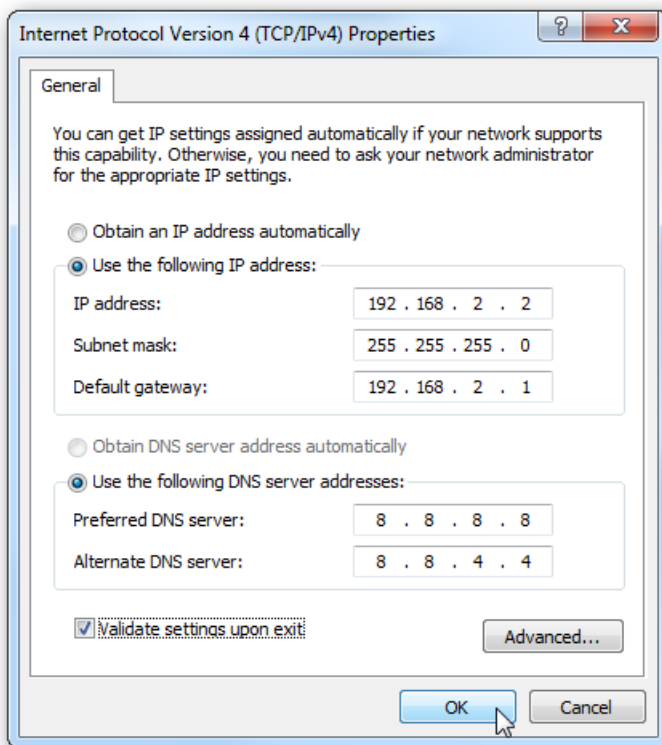 Internet Protocol Version 4 (TCP/IPv4) Properties
General
You can get IP settings assigned automatically if your network supports
this capability. Otherwise, you need to ask your network administrator
for the appropriate IP settings.
Obtain an IP address automatically
Use the following IP address:
IP address: 192 . 168 . 2 . 2
Subnet mask: 255 . 255 . 255 . 0
Default gateway: 192 . 168 . 2 . 1
Obtain DNS server address automatically
Use the following DNS server addresses:
Preferred DNS server: 8 . 8 . 8 . 8
Alternate DNS server: 8 . 8 . 4 . 4
Validate settings upon exit
Advanced...
OK Cancel